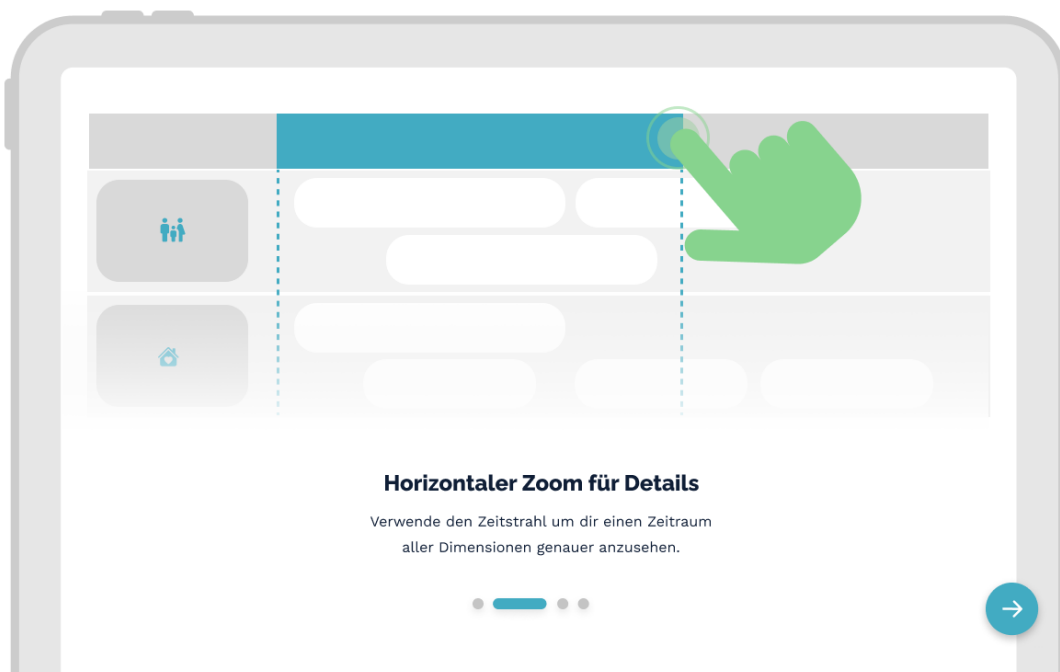 Horizontaler Zoom für Details
Verwende den Zeitstrahl um dir einen Zeitraum
aller Dimensionen genauer anzusehen.